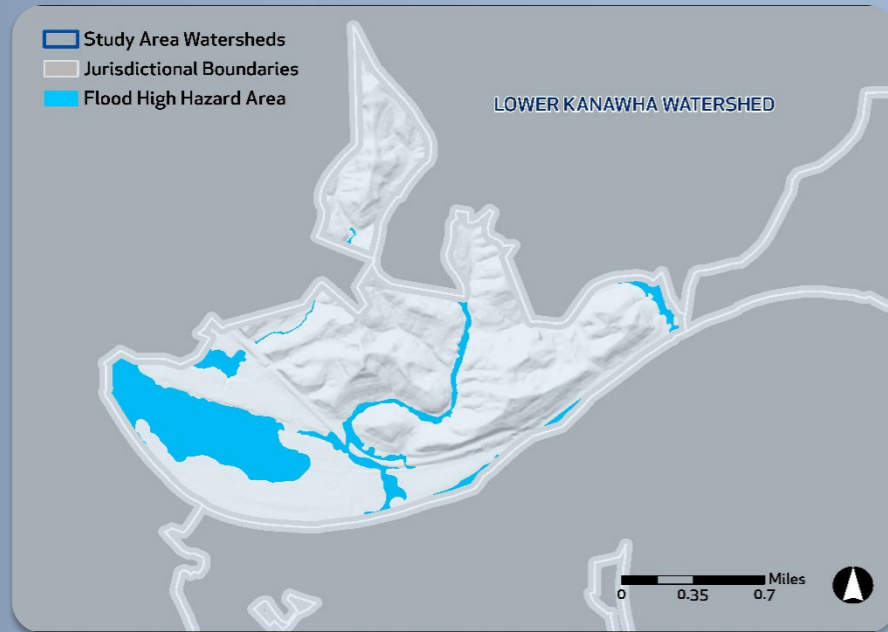 Study Area Watersheds
Jurisdictional Boundaries
Flood High Hazard Area
LOWER KANAWHA WATERSHED
Miles
0 0.35 0.7